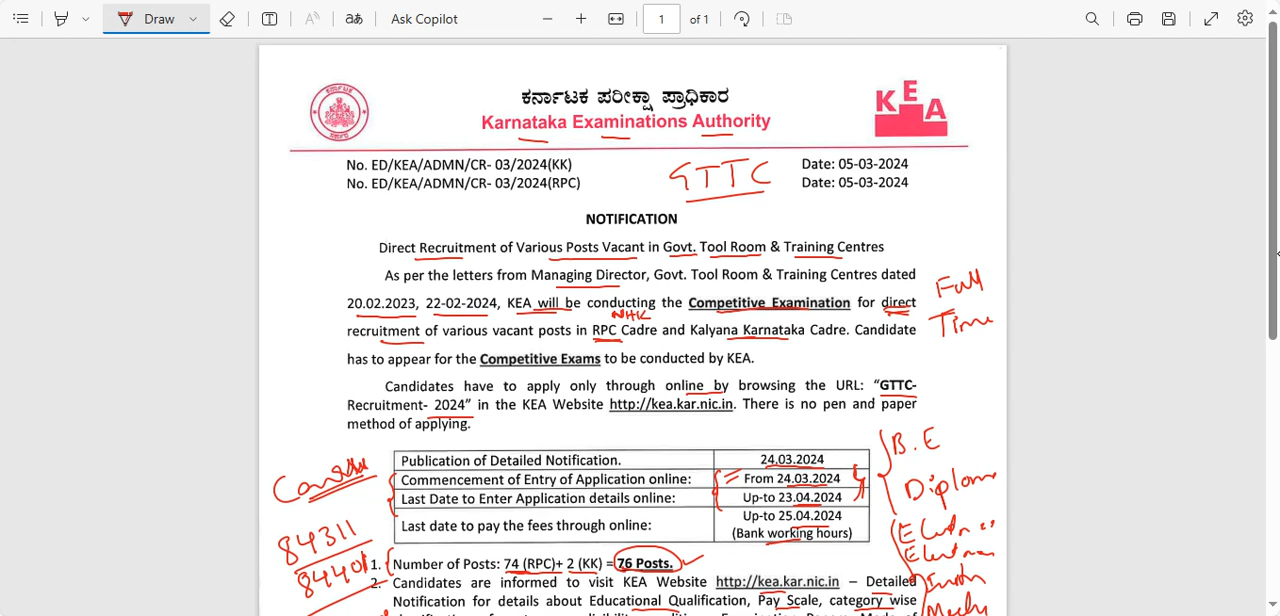 Draw
Ask Copilot
1 of 1
ಕರ್ನಾಟಕ ಪರೀಕ್ಷಾ ಪ್ರಾಧಿಕಾರ
KEA
Karnataka Examinations Authority
No. ED/KEA/ADMN/CR- 03/2024(KK) Date: 05-03-2024
No. ED/KEA/ADMN/CR- 03/2024(RPC) Date: 05-03-2024
GTTC
NOTIFICATION
Direct Recruitment of Various Posts Vacant in Govt. Tool Room & Training Centres
As per the letters from Managing Director, Govt. Tool Room & Training Centres dated
20.02.2023, 22-02-2024, KEA will be conducting the Competitive Examination for direct
Full
Time
NHK
recruitment of various vacant posts in RPC Cadre and Kalyana Karnataka Cadre. Candidate
has to appear for the Competitive Exams to be conducted by KEA.
Candidates have to apply only through online by browsing the URL: “GTTC-
Recruitment- 2024” in the KEA Website http://kea.kar.nic.in. There is no pen and paper
method of applying.
B.E
Publication of Detailed Notification. 24.03.2024
Commencement of Entry of Application online: From 24.03.2024
Diploma
Last Date to Enter Application details online: Up-to 23.04.2024
Last date to pay the fees through online: Up-to 25.04.2024
(Bank working hours)
84311
84401
1. Number of Posts: 74 (RPC)+ 2 (KK) = 76 Posts.
2. Candidates are informed to visit KEA Website http://kea.kar.nic.in – Detailed
Notification for details about Educational Qualification, Pay Scale, category wise